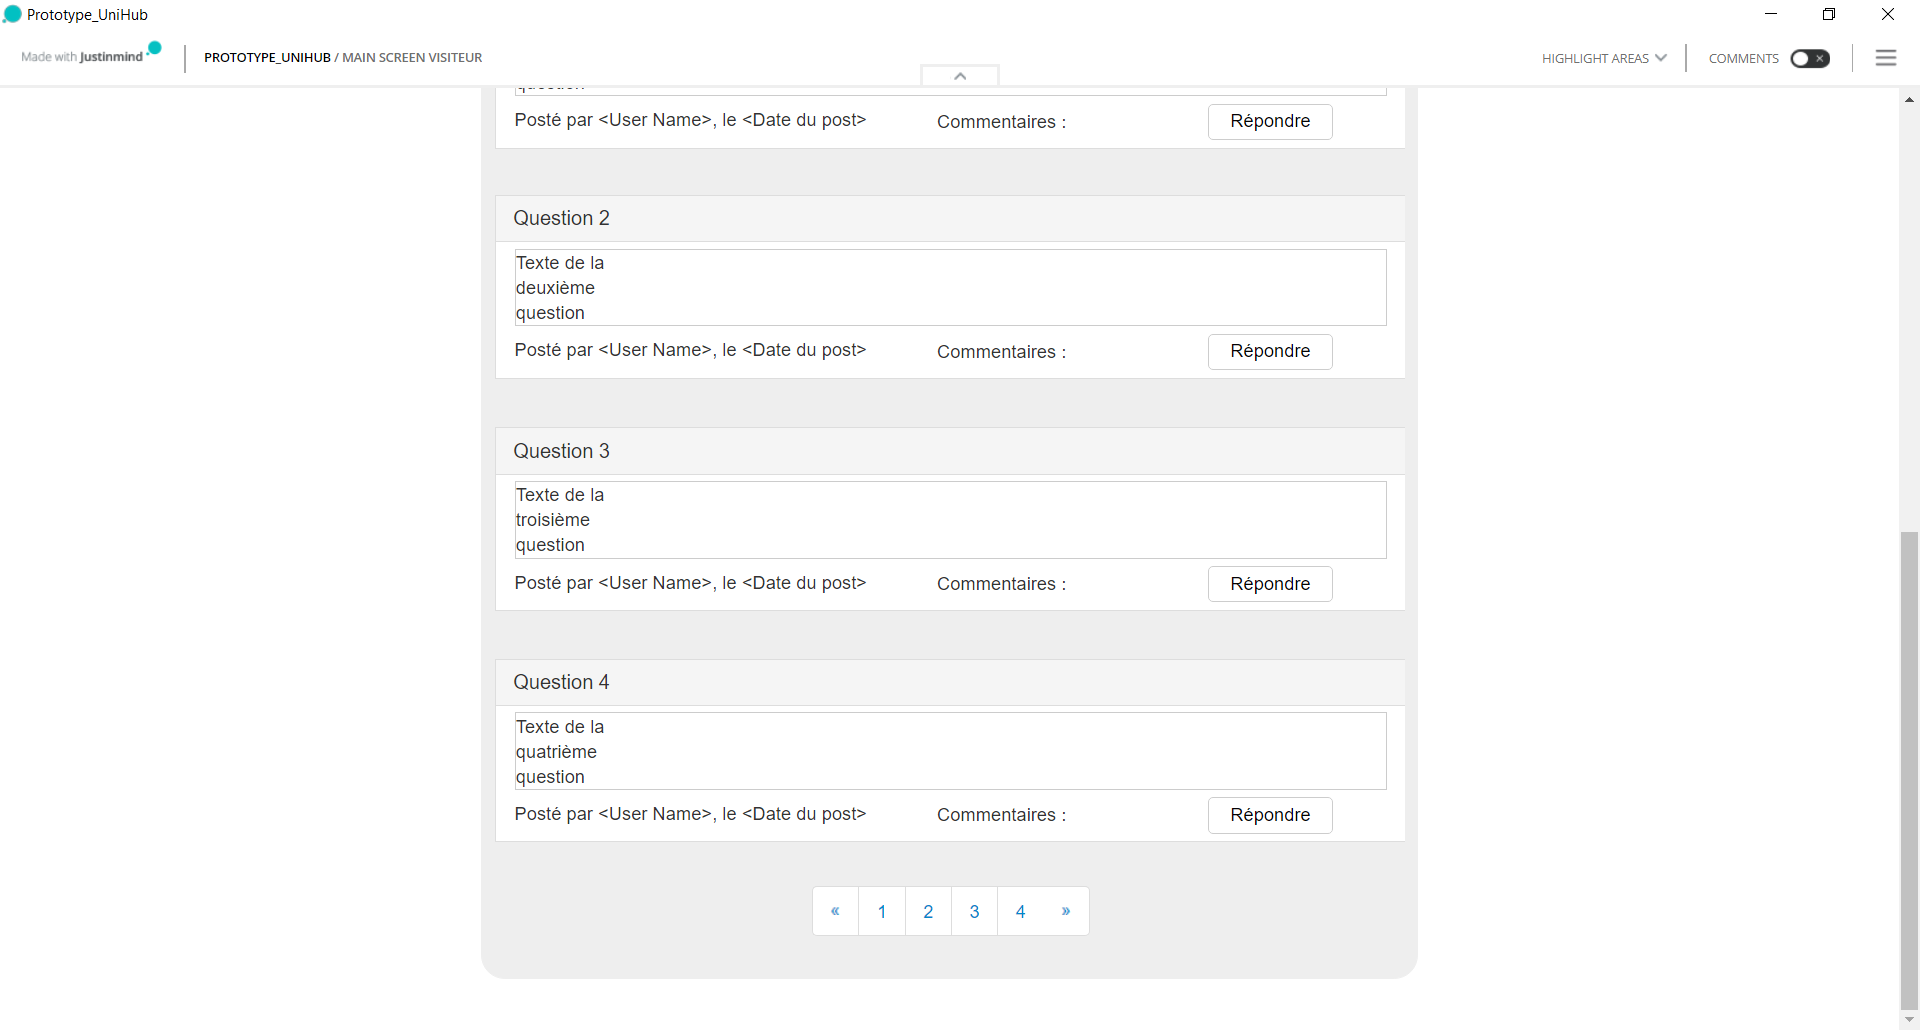 Prototype_UniHub
Made with Justinmind
PROTOTYPE_UNIHUB / MAIN SCREEN VISITEUR
HIGHLIGHT AREAS
COMMENTS
Posté par <User Name>, le <Date du post>
Commentaires :
Répondre
Question 2
Texte de la
deuxième
question
Posté par <User Name>, le <Date du post>
Commentaires :
Répondre
Question 3
Texte de la
troisième
question
Posté par <User Name>, le <Date du post>
Commentaires :
Répondre
Question 4
Texte de la
quatrième
question
Posté par <User Name>, le <Date du post>
Commentaires :
Répondre
« 1 2 3 4 »